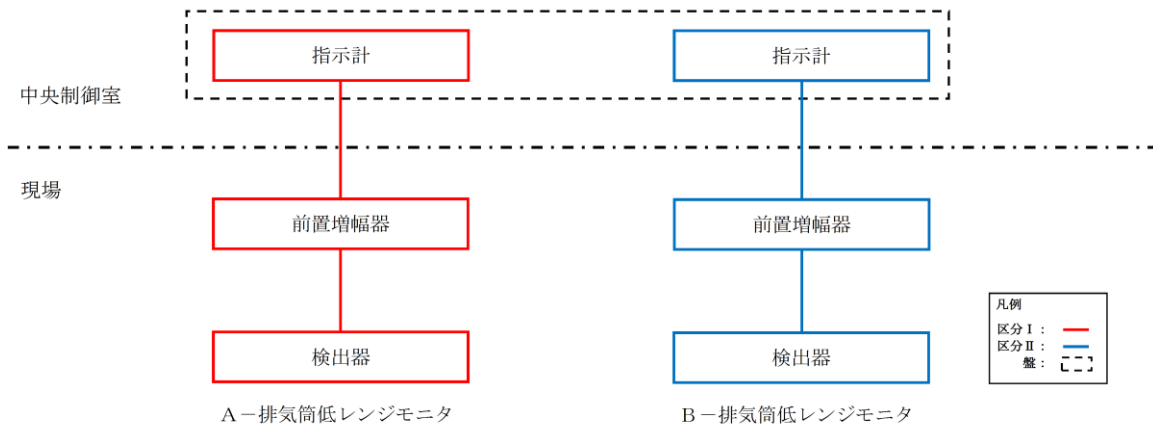 指示計
指示計
中央制御室
現場
前置増幅器
前置増幅器
検出器
検出器
A－排気筒低レンジモニタ
B－排気筒低レンジモニタ
凡例
区分Ⅰ：
区分Ⅱ：
盤：